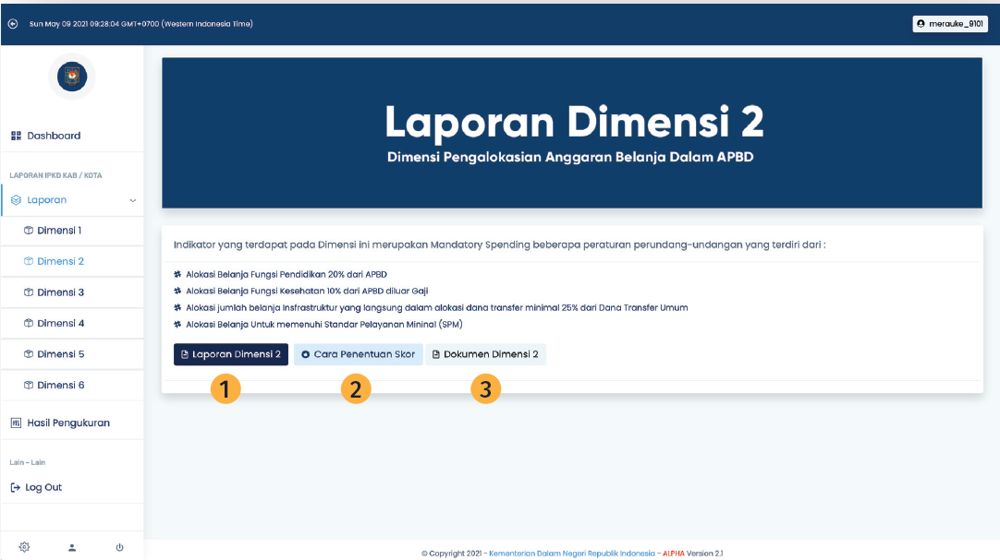 Sun May 09 2021 09:28:04 GMT+0700 (Western Indonesia Time)
merauke_9101
Dashboard
LAPORAN IPKD KAB / KOTA
Laporan
Dimensi 1
Dimensi 2
Dimensi 3
Dimensi 4
Dimensi 5
Dimensi 6
Hasil Pengukuran
Lain - Lain
Log Out
Laporan Dimensi 2
Dimensi Pengalokasian Anggaran Belanja Dalam APBD
Indikator yang terdapat pada Dimensi ini merupakan Mandatory Spending beberapa peraturan perundang-undangan yang terdiri dari :
Alokasi Belanja Fungsi Pendidikan 20% dari APBD
Alokasi Belanja Fungsi Kesehatan 10% dari APBD diluar Gaji
Alokasi jumlah belanja Insfrastruktur yang langsung dalam alokasi dana transfer minimal 25% dari Dana Transfer Umum
Alokasi Belanja Untuk memenuhi Standar Pelayanan Mininal (SPM)
Laporan Dimensi 2 Cara Penentuan Skor Dokumen Dimensi 2
1 2 3
© Copyright 2021 - Kementerian Dalam Negeri Republik Indonesia - ALPHA Version 2.1